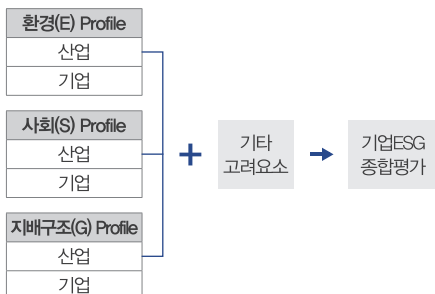 환경(E) Profile
산업
기업
사회(S) Profile
산업
기업
지배구조(G) Profile
산업
기업
+
기타
고려요소
기업ESG
종합평가